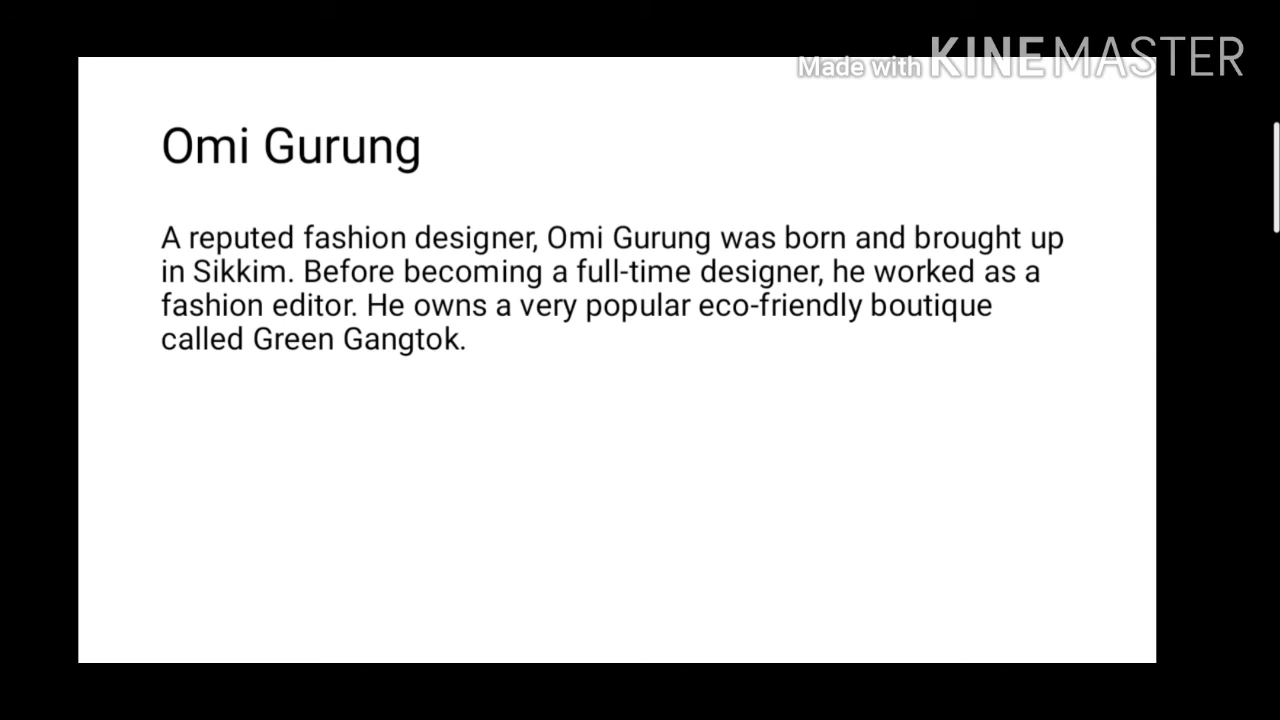 Made with KINEMASTER
Omi Gurung
A reputed fashion designer, Omi Gurung was born and brought up
in Sikkim. Before becoming a full-time designer, he worked as a
fashion editor. He owns a very popular eco-friendly boutique
called Green Gangtok.